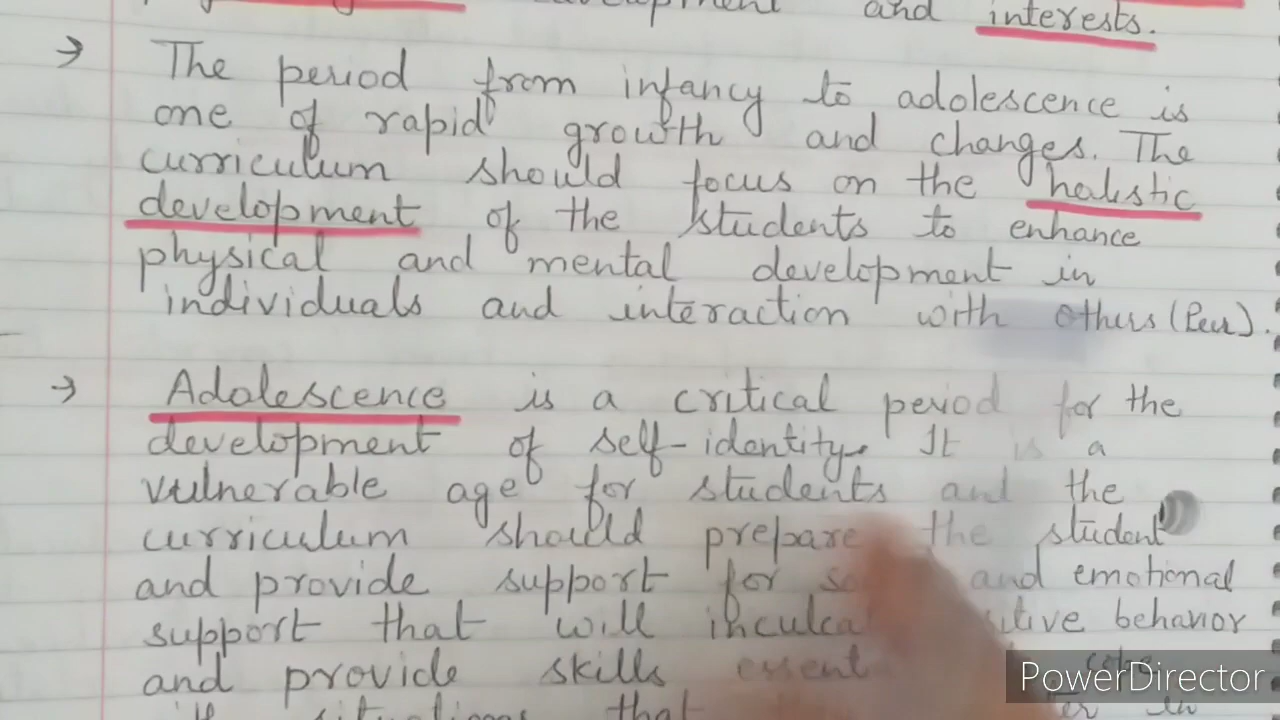 and interests.
→ The period from infancy to adolescence is
one of rapid growth and changes. The
curriculum should focus on the holistic
development of the students to enhance
physical and mental development in
individuals and interaction with others (Peer).
→ Adolescence is a critical period for the
development of self-identity. It is a
vulnerable age for students and the
curriculum should prepare the student
and provide support for and emotional
support that will behavior
and provide skills
situations that
PowerDirector